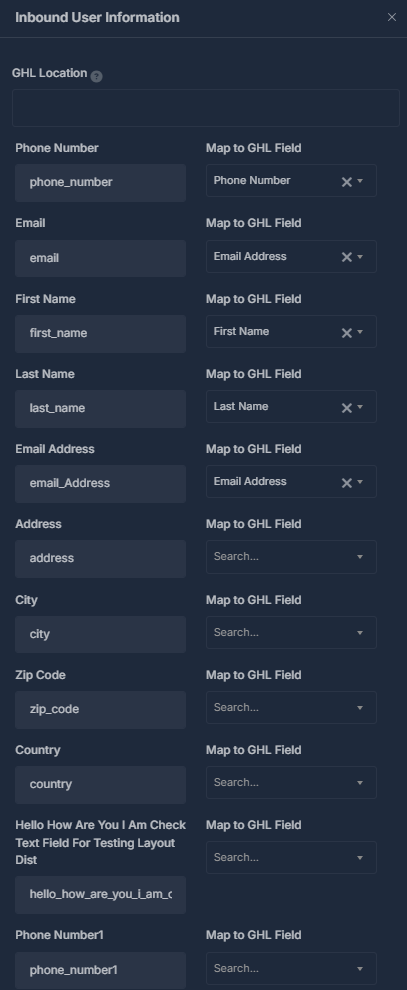 Inbound User Information
GHL Location ?
Phone Number Map to GHL Field
phone_number Phone Number
Email Map to GHL Field
email Email Address
First Name Map to GHL Field
first_name First Name
Last Name Map to GHL Field
last_name Last Name
Email Address Map to GHL Field
email_Address Email Address
Address Map to GHL Field
address Search...
City Map to GHL Field
city Search...
Zip Code Map to GHL Field
zip_code Search...
Country Map to GHL Field
country Search...
Hello How Are You I Am Check Map to GHL Field
Text Field For Testing Layout
Dist Search...
hello_how_are_you_i_am_c
Phone Number1 Map to GHL Field
phone_number1 Search...